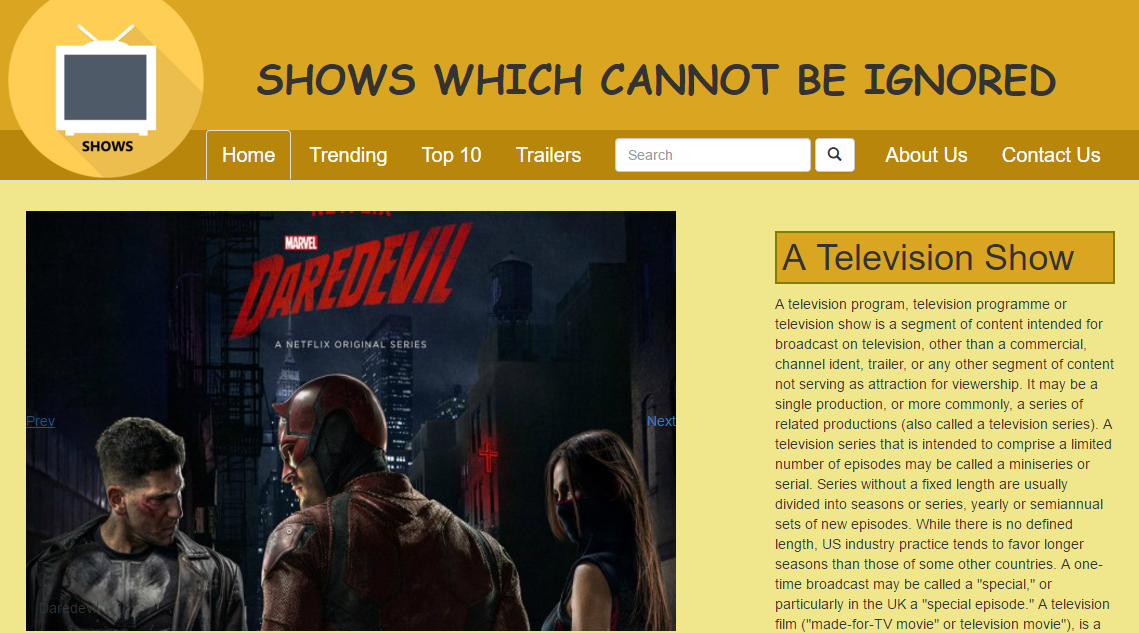 SHOWS WHICH CANNOT BE IGNORED
SHOWS
Home Trending Top 10 Trailers Search About Us Contact Us
MARVEL
DAREDEVIL
A NETFLIX ORIGINAL SERIES
Prev
Next
Daredevil
A Television Show
A television program, television programme or
television show is a segment of content intended for
broadcast on television, other than a commercial,
channel ident, trailer, or any other segment of content
not serving as attraction for viewership. It may be a
single production, or more commonly, a series of
related productions (also called a television series). A
television series that is intended to comprise a limited
number of episodes may be called a miniseries or
serial. Series without a fixed length are usually
divided into seasons or series, yearly or semiannual
sets of new episodes. While there is no defined
length, US industry practice tends to favor longer
seasons than those of some other countries. A one-
time broadcast may be called a "special," or
particularly in the UK a "special episode." A television
film ("made-for-TV movie" or television movie"), is a